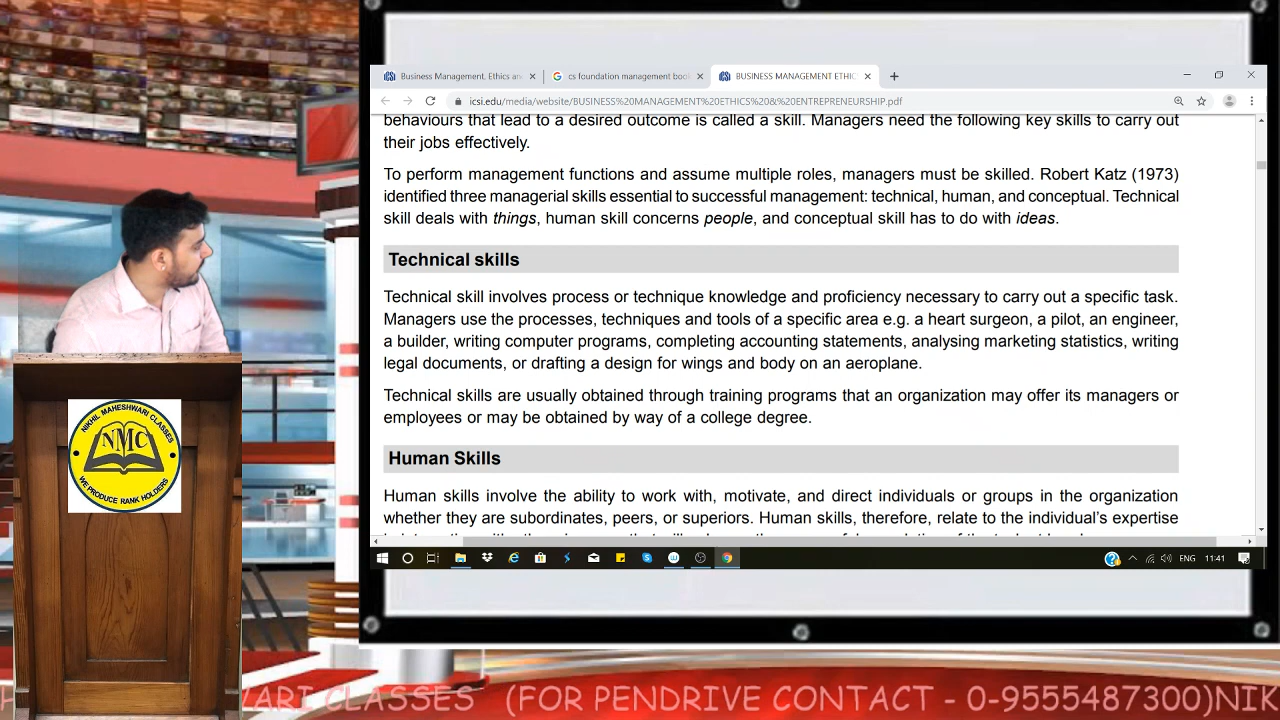 Business Management. Ethics an
cs foundation management boo
BUSINESS MANAGEMENT ETHIC
icsi.edu/media/website/BUSINESS%20MANAGEMENT%20ETHICS%20&%20ENTREPRENEURSHIP.pdf
behaviours that lead to a desired outcome is called a skill. Managers need the following key skills to carry out
their jobs effectively.
To perform management functions and assume multiple roles, managers must be skilled. Robert Katz (1973)
identified three managerial skills essential to successful management: technical, human, and conceptual. Technical
skill deals with things, human skill concerns people, and conceptual skill has to do with ideas.
Technical skills
Technical skill involves process or technique knowledge and proficiency necessary to carry out a specific task.
Managers use the processes, techniques and tools of a specific area e.g. a heart surgeon, a pilot, an engineer,
a builder, writing computer programs, completing accounting statements, analysing marketing statistics, writing
legal documents, or drafting a design for wings and body on an aeroplane.
Technical skills are usually obtained through training programs that an organization may offer its managers or
employees or may be obtained by way of a college degree.
Human Skills
Human skills involve the ability to work with, motivate, and direct individuals or groups in the organization
whether they are subordinates, peers, or superiors. Human skills, therefore, relate to the individual's expertise
ENG
11:41
NIKHIL MAHESHWARI CLASSES
NMC
WE PRODUCE RANK HOLDERS
WARI CLASSES (FOR PENDRIVE CONTACT - 0-9555487300)NIK